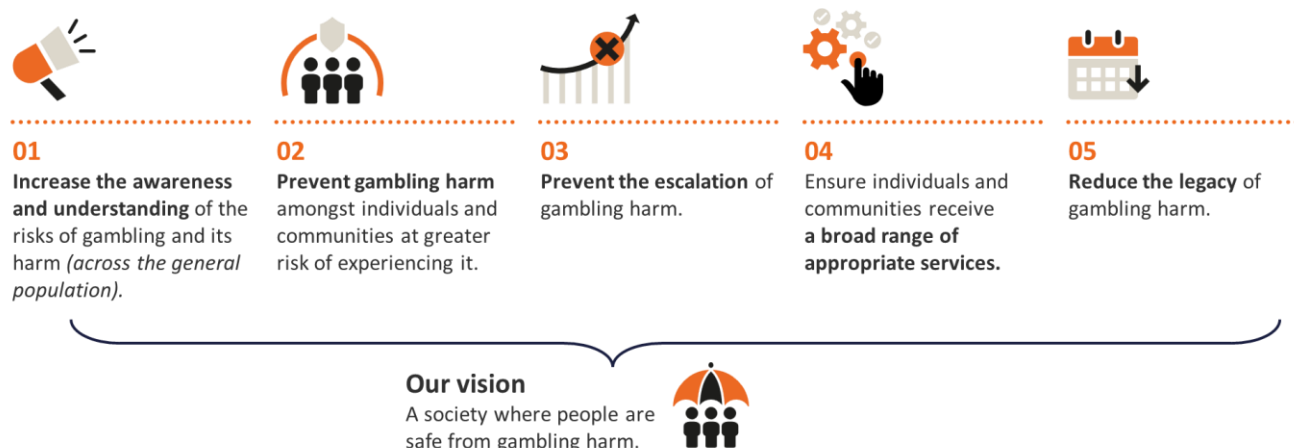 01
Increase the awareness
and understanding of the
risks of gambling and its
harm (across the general
population).
02
Prevent gambling harm
amongst individuals and
communities at greater
risk of experiencing it.
03
Prevent the escalation of
gambling harm.
04
Ensure individuals and
communities receive
a broad range of
appropriate services.
05
Reduce the legacy of
gambling harm.
Our vision
A society where people are
safe from gambling harm.